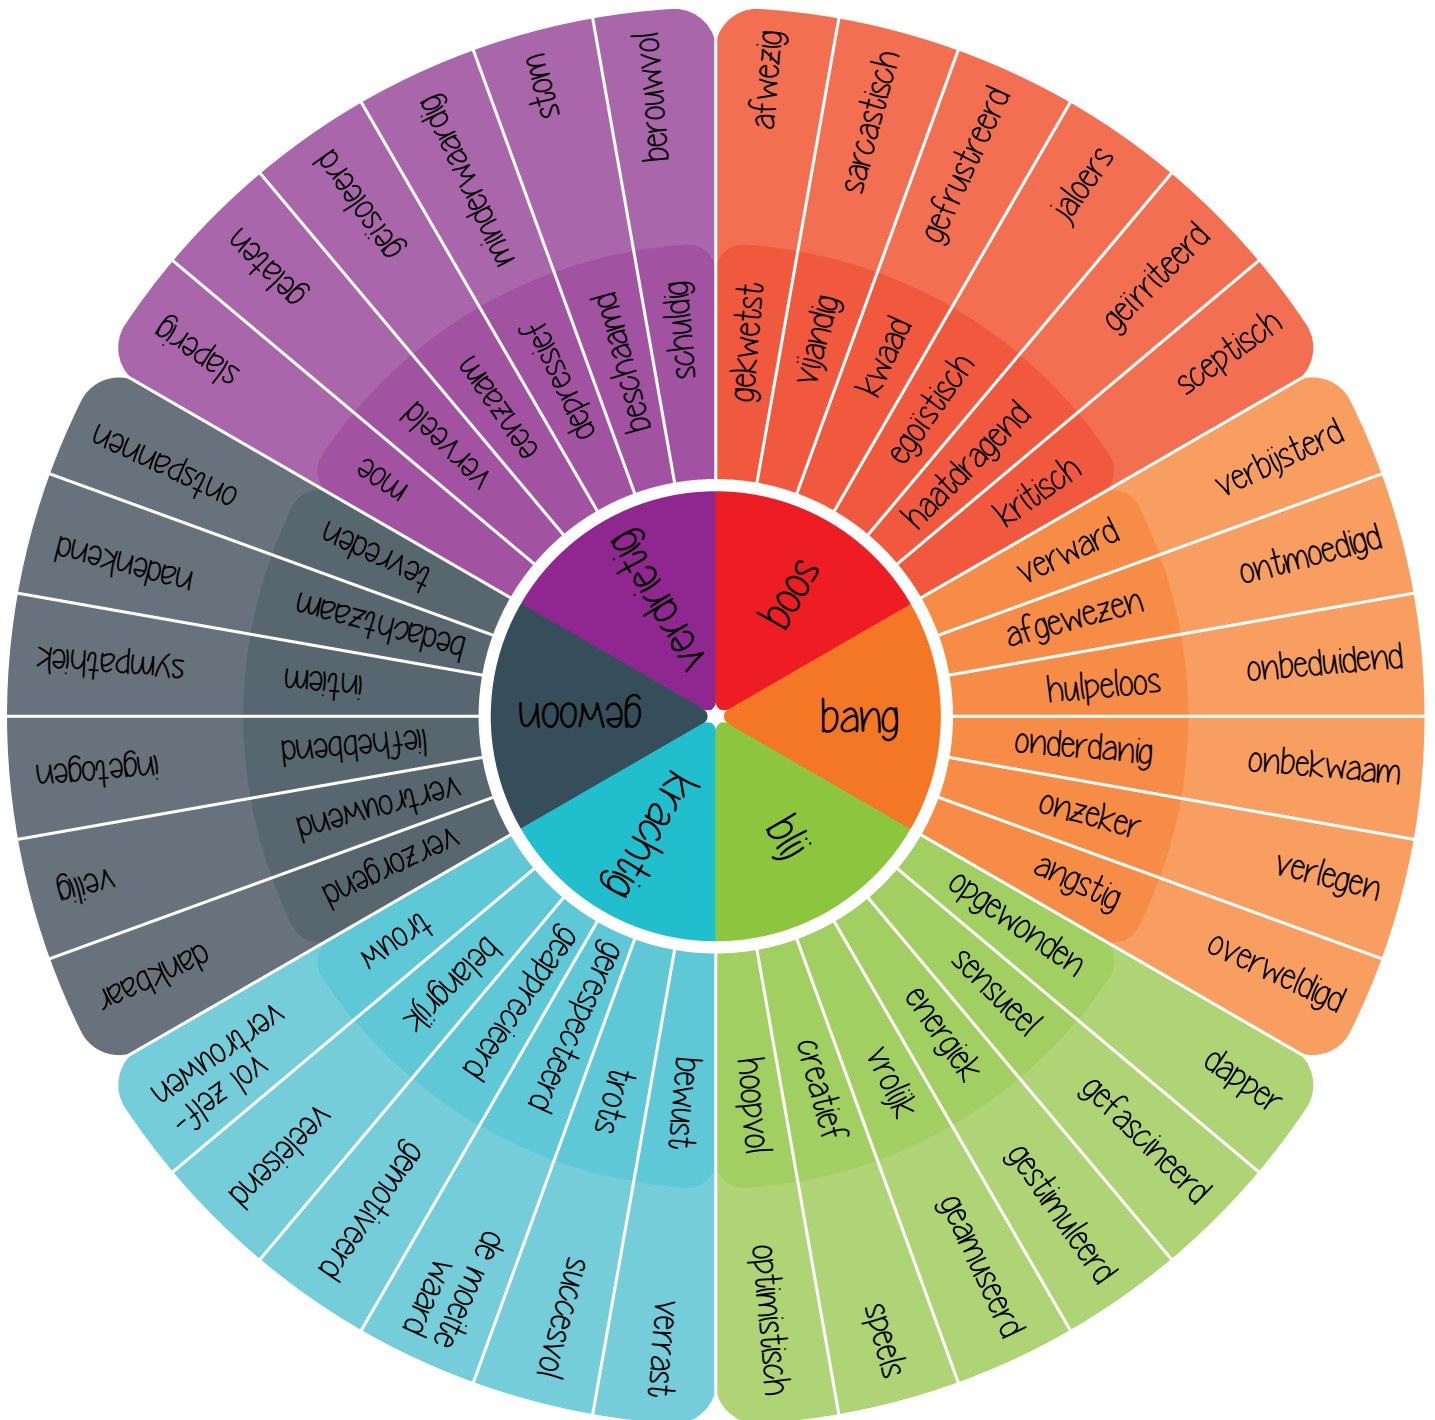 boos
bang
blij
krachtig
gewoon
verdrietig
gekwetst
vijandig
kwaad
egoïstisch
haatdragend
kritisch
verward
afgewezen
hulpeloos
onderdanig
onzeker
angstig
opgewonden
sensueel
energiek
vrolijk
creatief
hoopvol
bewust
trots
gerespecteerd
geapprecieerd
belangrijk
trouw
verzorgend
vertrouwend
liefhebbend
intiem
bedachtzaam
tevreden
moe
verveeld
eenzaam
depressief
beschaamd
schuldig
afwezig
sarcastisch
gefrustreerd
jaloers
geïrriteerd
sceptisch
verbijsterd
ontmoedigd
onbeduidend
onbekwaam
verlegen
overweldigd
dapper
gefascineerd
gestimuleerd
geamuseerd
speels
optimistisch
verrast
succesvol
de moeite
waard
gemotiveerd
veeleisend
vol zelf-
vertrouwen
dankbaar
veilig
ingetogen
sympathiek
nadenkend
ontspannen
slaperig
gelaten
geïsoleerd
minderwaardig
stom
berouwvol